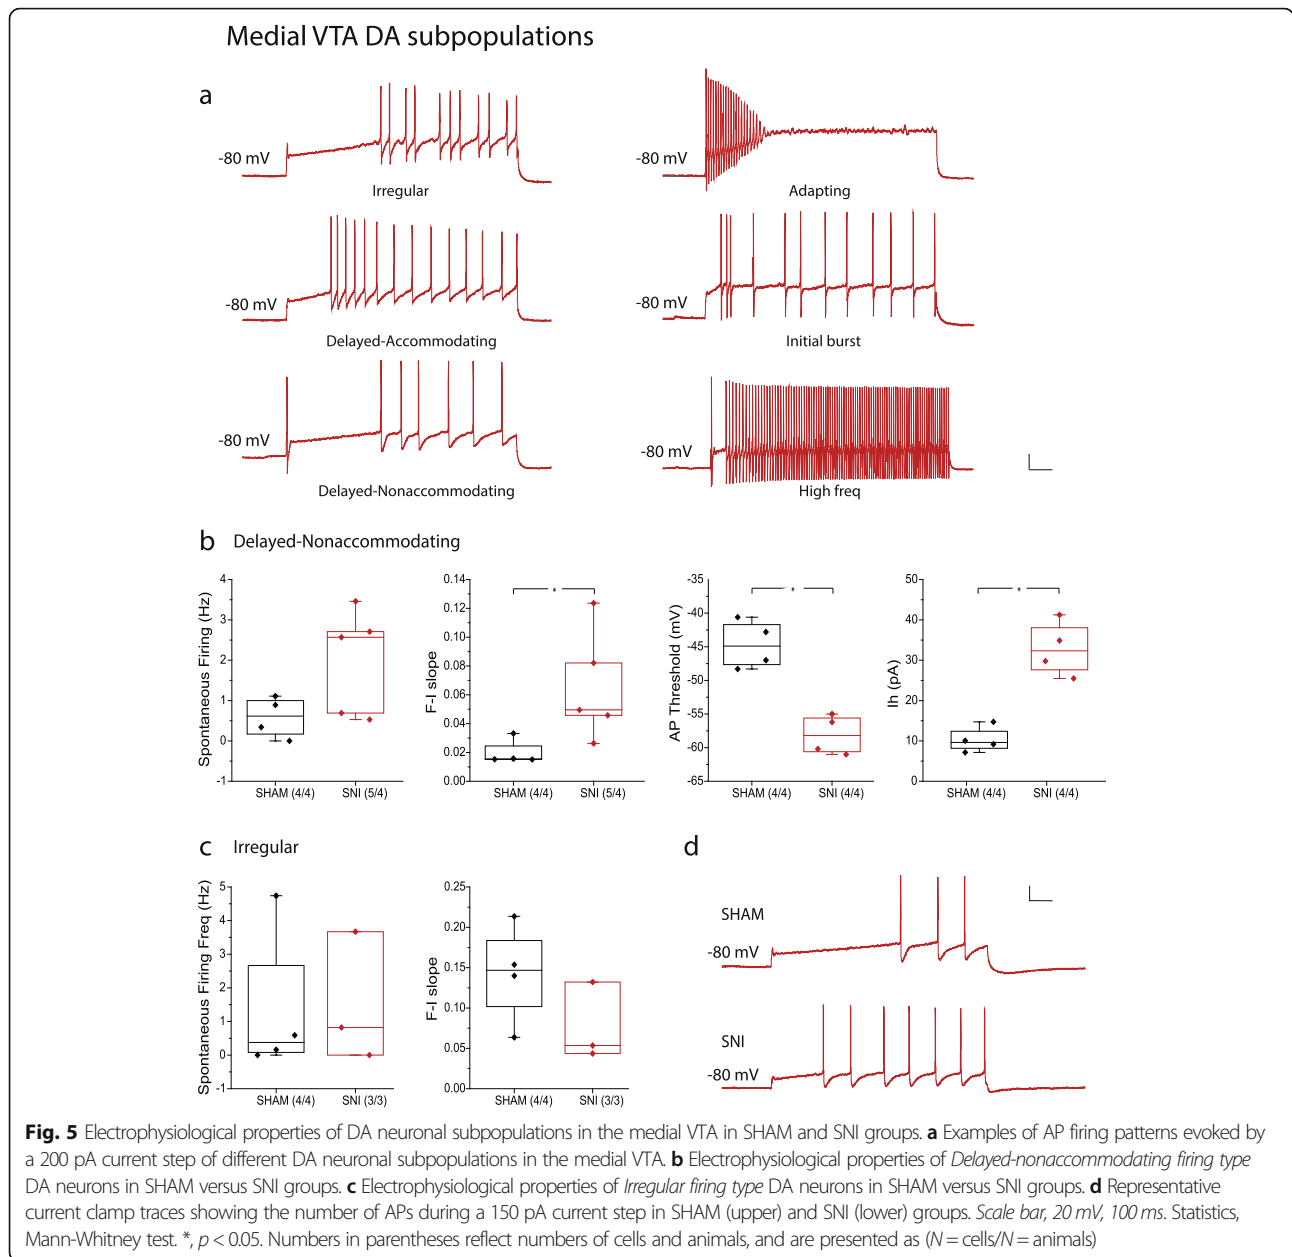 Medial VTA DA subpopulations
a
-80 mV
Irregular
-80 mV
Adapting
-80 mV
Delayed-Accommodating
-80 mV
Initial burst
-80 mV
Delayed-Nonaccommodating
-80 mV
High freq
b Delayed-Nonaccommodating
Spontaneous Firing (Hz)
4
3
2
1
0
-1
SHAM (4/4) SNI (5/4)
F-I slope
0.14
0.12
0.10
0.08
0.06
0.04
0.02
0.00
*
SHAM (4/4) SNI (5/4)
AP Threshold (mV)
-35
-40
-45
-50
-55
-60
-65
*
SHAM (4/4) SNI (4/4)
Ih (pA)
50
40
30
20
10
0
*
SHAM (4/4) SNI (4/4)
c Irregular
Spontaneous Firing Freq (Hz)
5
4
3
2
1
0
-1
SHAM (4/4) SNI (3/3)
F-I slope
0.25
0.20
0.15
0.10
0.05
0.00
SHAM (4/4) SNI (3/3)
d
SHAM
-80 mV
SNI
-80 mV
Fig. 5 Electrophysiological properties of DA neuronal subpopulations in the medial VTA in SHAM and SNI groups. a Examples of AP firing patterns evoked by
a 200 pA current step of different DA neuronal subpopulations in the medial VTA. b Electrophysiological properties of Delayed-nonaccommodating firing type
DA neurons in SHAM versus SNI groups. c Electrophysiological properties of Irregular firing type DA neurons in SHAM versus SNI groups. d Representative
current clamp traces showing the number of APs during a 150 pA current step in SHAM (upper) and SNI (lower) groups. Scale bar, 20 mV, 100 ms. Statistics,
Mann-Whitney test. *, p < 0.05. Numbers in parentheses reflect numbers of cells and animals, and are presented as (N = cells/N = animals)